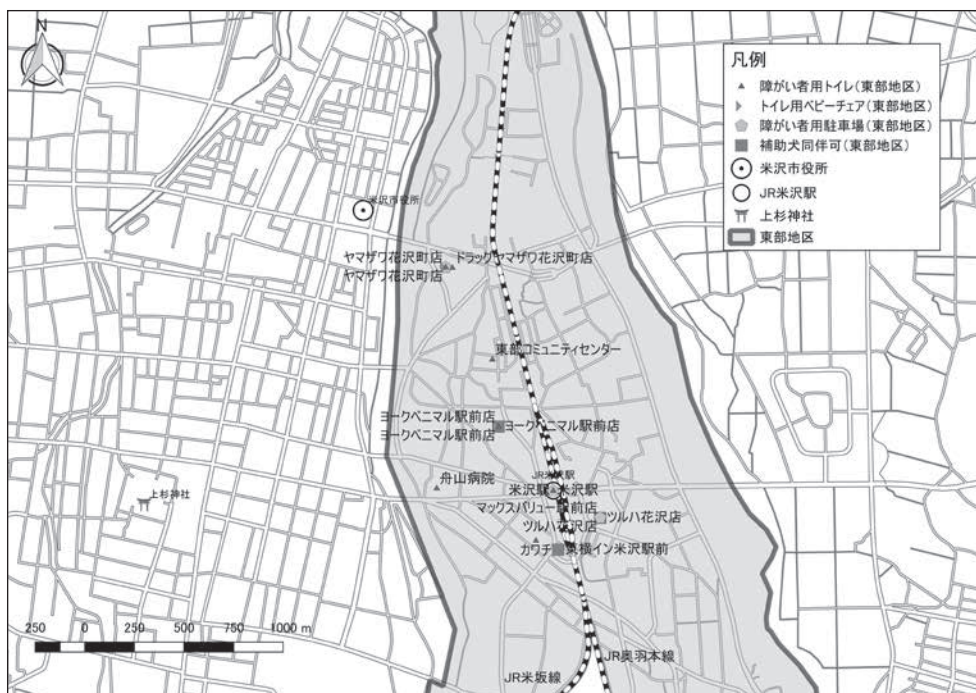 N
凡例
障がい者用トイレ(東部地区)
トイレ用ベビーチェア(東部地区)
障がい者用駐車場(東部地区)
補助犬同伴可(東部地区)
米沢市役所
JR米沢駅
上杉神社
東部地区
米沢市役所
ヤマザワ花沢町店
ドラッグヤマザワ花沢町店
ヤマザワ花沢町店
東部コミュニティセンター
ヨークベニマル駅前店
ヨークベニマル駅前店
ヨークベニマル駅前店
JR米沢駅
舟山病院
米沢駅
米沢駅
上杉神社
マックスバリュー駅前店
ツルハ花沢店
ツルハ花沢店
カワチ
東横イン米沢駅前
250 0 250 500 750 1000 m
JR奥羽本線
JR米坂線